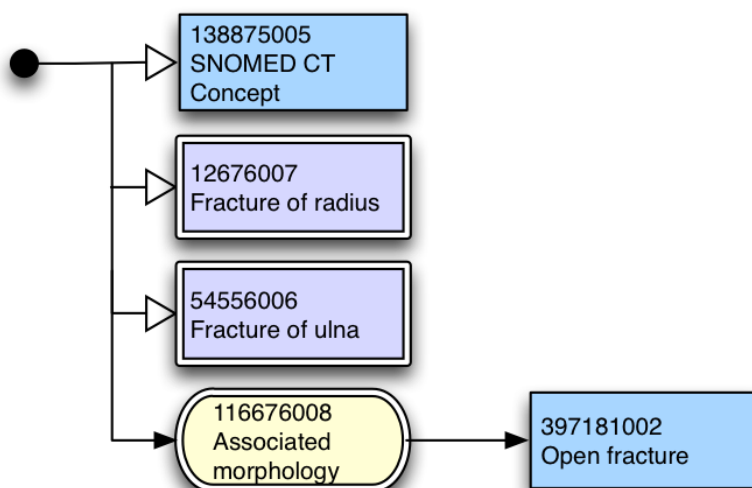 138875005
SNOMED CT
Concept
12676007
Fracture of radius
54556006
Fracture of ulna
116676008
Associated
morphology
397181002
Open fracture